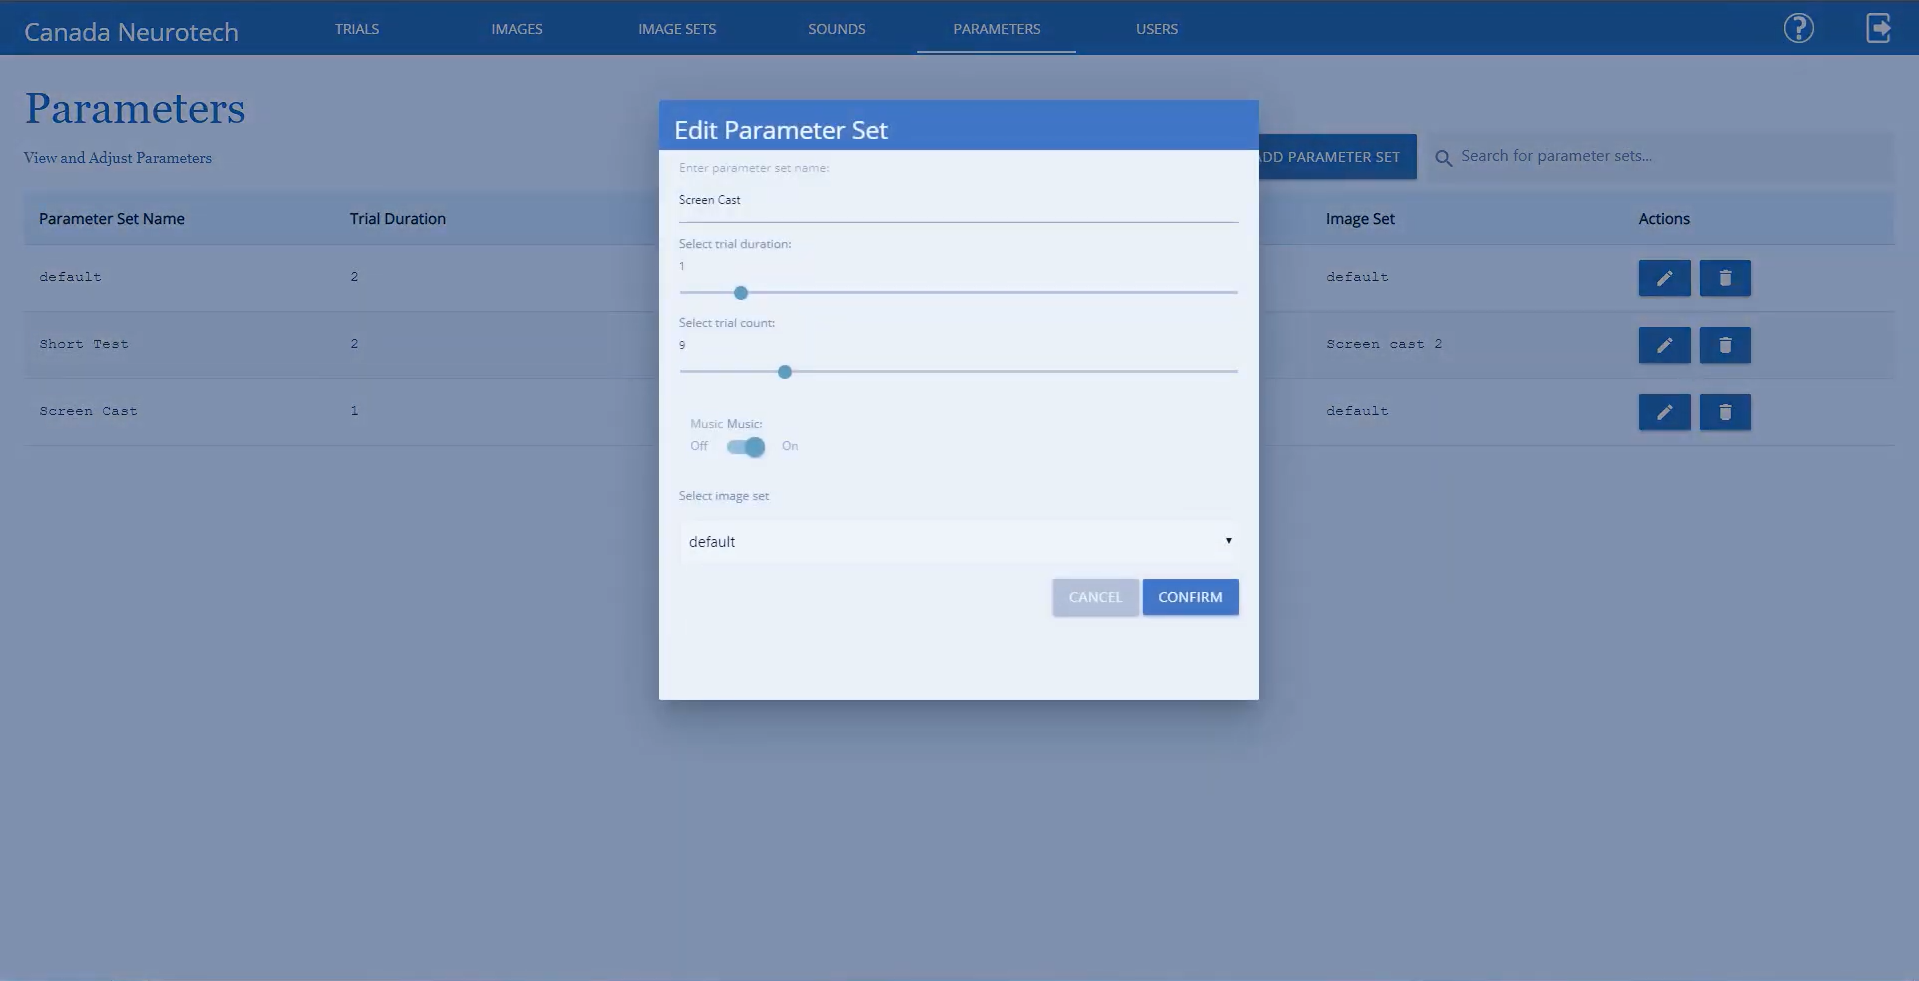 Canada Neurotech TRIALS IMAGES IMAGE SETS SOUNDS PARAMETERS USERS
Parameters
View and Adjust Parameters
ADD PARAMETER SET
Search for parameter sets...
Parameter Set Name Trial Duration Image Set Actions
default 2 default
Short Test 2 Screen cast 2
Screen Cast 1 default
Edit Parameter Set
Enter parameter set name:
Screen Cast
Select trial duration:
1
Select trial count:
9
Music Music:
Off On
Select image set
default
CANCEL CONFIRM